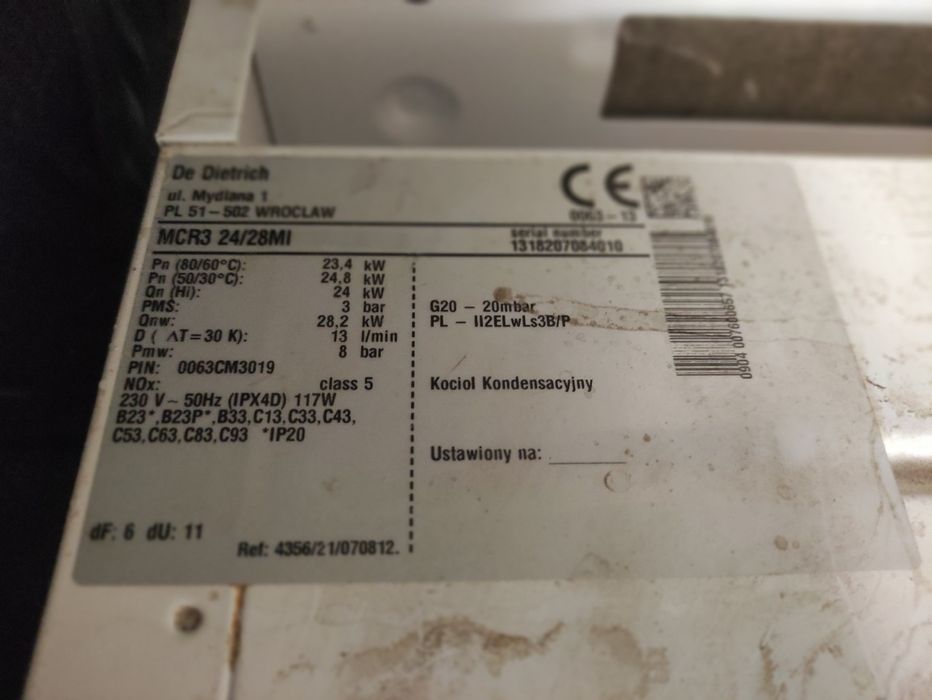 De Dietrich
ul. Mydlana 1
PL 51-502 WROCLAW
CE
0063-13
MCR3 24/28MI
serial number
1318207084010
Pn (80/60°C): 23,4 kW
Pn (50/30°C): 24,8 kW
Qn (Hi): 24 kW
PMS: 3 bar
Qnw: 28,2 kW
D ( ΔT=30 K): 13 l/min
Pmw: 8 bar
PIN: 0063CM3019
NOx: class 5
230 V ~ 50Hz (IPX4D) 117W
B23*,B23P*,B33,C13,C33,C43,
C53,C63,C83,C93 *IP20
dF: 6 dU: 11
Ref: 4356/21/070812.
G20 - 20mbar
PL - II2ELwLs3B/P
Kocioł Kondensacyjny
Ustawiony na: ________